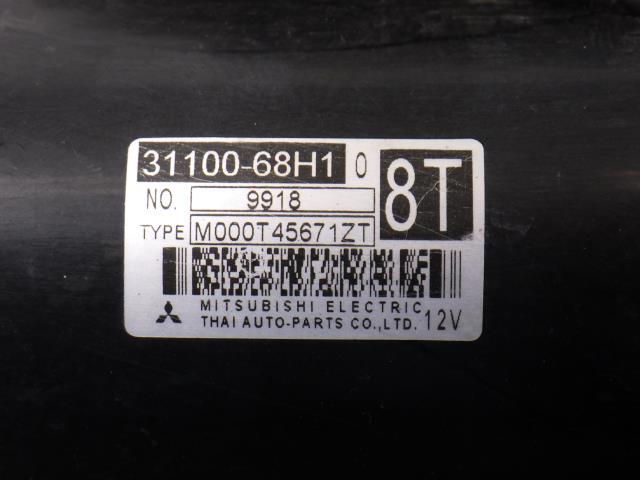 31100-68H1 0
8T
NO. 9918
TYPE M000T45671ZT
MITSUBISHI ELECTRIC
THAI AUTO-PARTS CO.,LTD. 12V